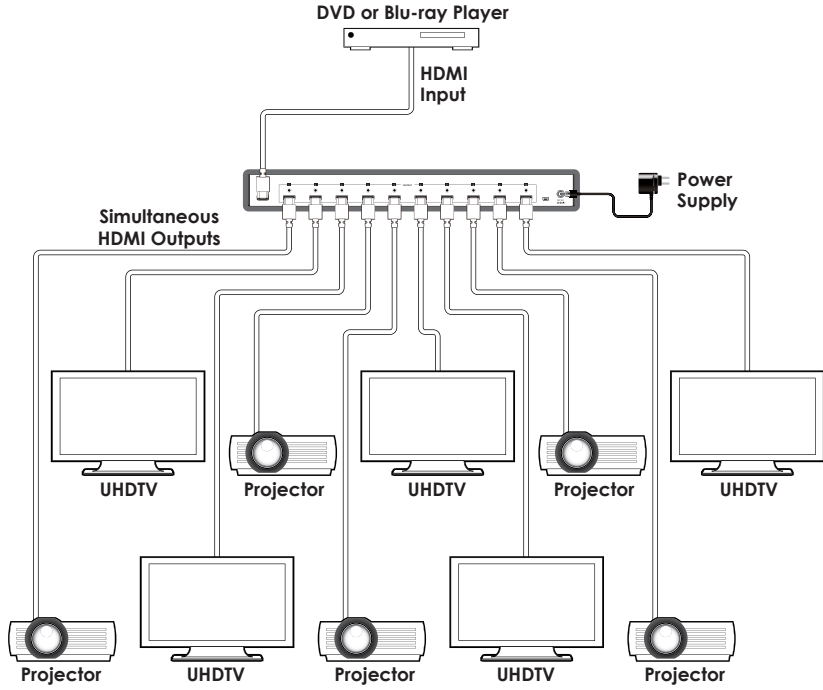 DVD or Blu-ray Player
HDMI
Input
Power
Supply
Simultaneous
HDMI Outputs
UHDTV
Projector
UHDTV
Projector
UHDTV
Projector
UHDTV
Projector
UHDTV
Projector